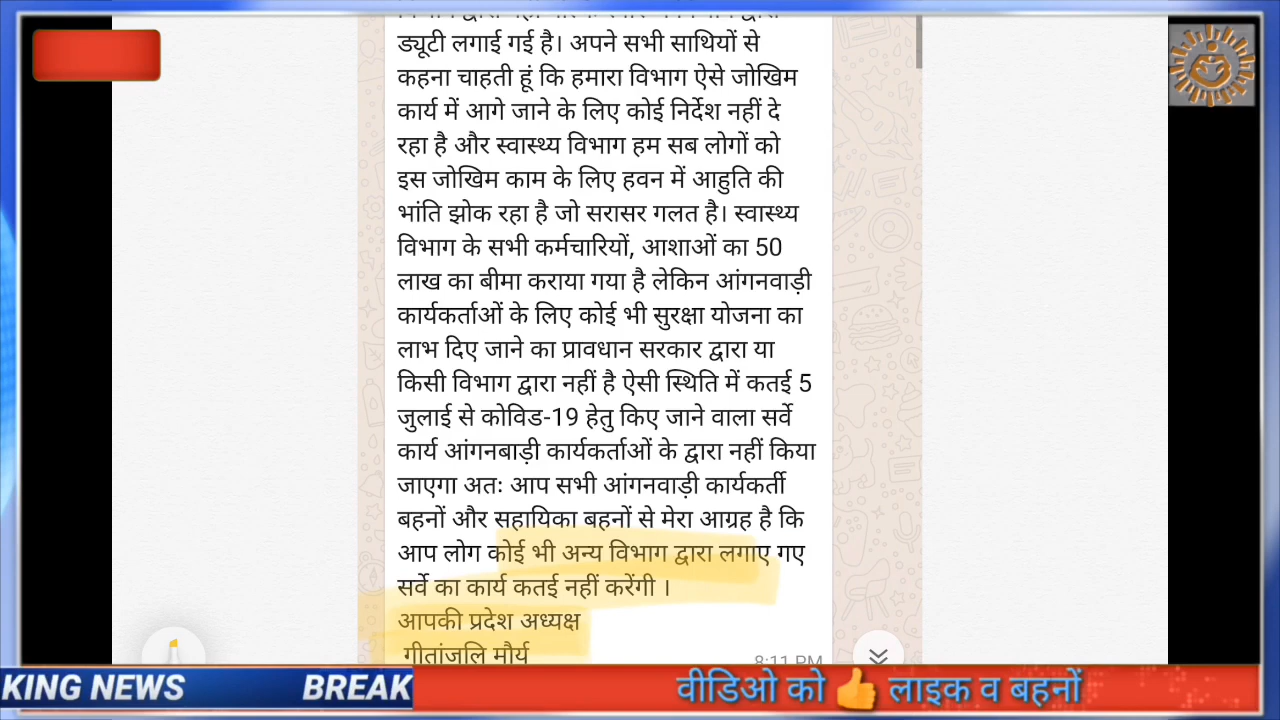 ड्यूटी लगाई गई है। अपने सभी साथियों से
कहना चाहती हूं कि हमारा विभाग ऐसे जोखिम
कार्य में आगे जाने के लिए कोई निर्देश नहीं दे
रहा है और स्वास्थ्य विभाग हम सब लोगों को
इस जोखिम काम के लिए हवन में आहुति की
भांति झोक रहा है जो सरासर गलत है। स्वास्थ्य
विभाग के सभी कर्मचारियों, आशाओं का 50
लाख का बीमा कराया गया है लेकिन आंगनवाड़ी
कार्यकर्ताओं के लिए कोई भी सुरक्षा योजना का
लाभ दिए जाने का प्रावधान सरकार द्वारा या
किसी विभाग द्वारा नहीं है ऐसी स्थिति में कतई 5
जुलाई से कोविड-19 हेतु किए जाने वाला सर्वे
कार्य आंगनबाड़ी कार्यकर्ताओं के द्वारा नहीं किया
जाएगा अतः आप सभी आंगनवाड़ी कार्यकर्ती
बहनों और सहायिका बहनों से मेरा आग्रह है कि
आप लोग कोई भी अन्य विभाग द्वारा लगाए गए
सर्वे का कार्य कतई नहीं करेंगी ।
आपकी प्रदेश अध्यक्ष
गीतांजलि मौर्य
8:11 PM
KING NEWS BREAK
वीडिओ को 👍 लाइक व बहनों